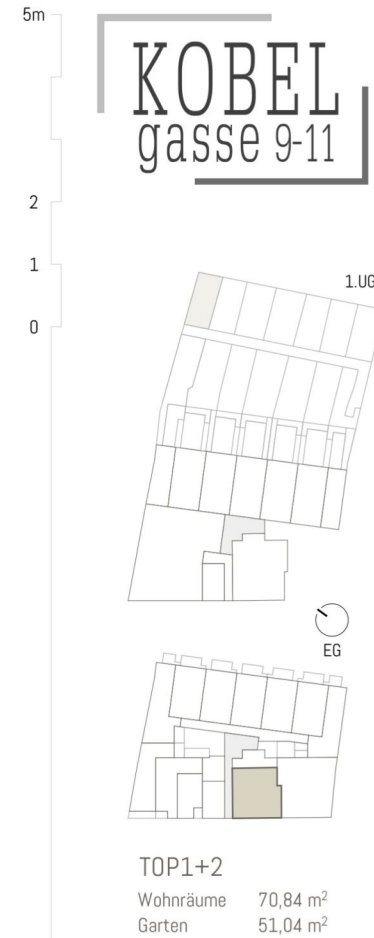 5m
KOBEL
gasse 9-11
2
1
1.UG
0
EG
TOP1+2
Wohnräume 70,84 m²
Garten 51,04 m²